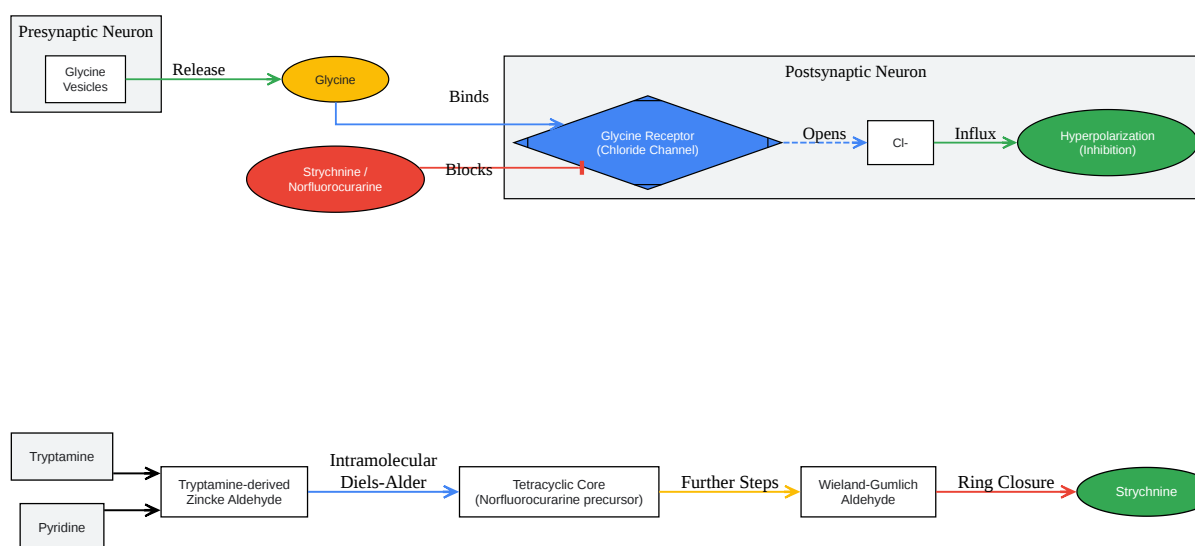 Presynaptic Neuron
Glycine
Vesicles
Release
Glycine
Binds
Strychnine /
Norfluorocurarine
Blocks
Postsynaptic Neuron
Glycine Receptor
(Chloride Channel)
Opens
Cl-
Influx
Hyperpolarization
(Inhibition)
Tryptamine
Pyridine
Tryptamine-derived
Zincke Aldehyde
Intramolecular
Diels-Alder
Tetracyclic Core
(Norfluorocurarine precursor)
Further Steps
Wieland-Gumlich
Aldehyde
Ring Closure
Strychnine